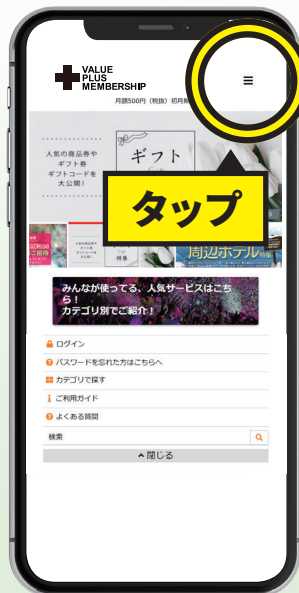 VALUE
PLUS
MEMBERSHIP
月額500円（税抜）初月無
人気の商品券や
ギフト券
ギフトコードを
大公開！
ギフト
タップ
特集
周辺ホテル特集
みんなが使ってる、人気サービスはこち
ら！
カテゴリ別でご紹介！
ログイン
パスワードを忘れた方はこちらへ
カテゴリで探す
ご利用ガイド
よくある質問
検索
閉じる